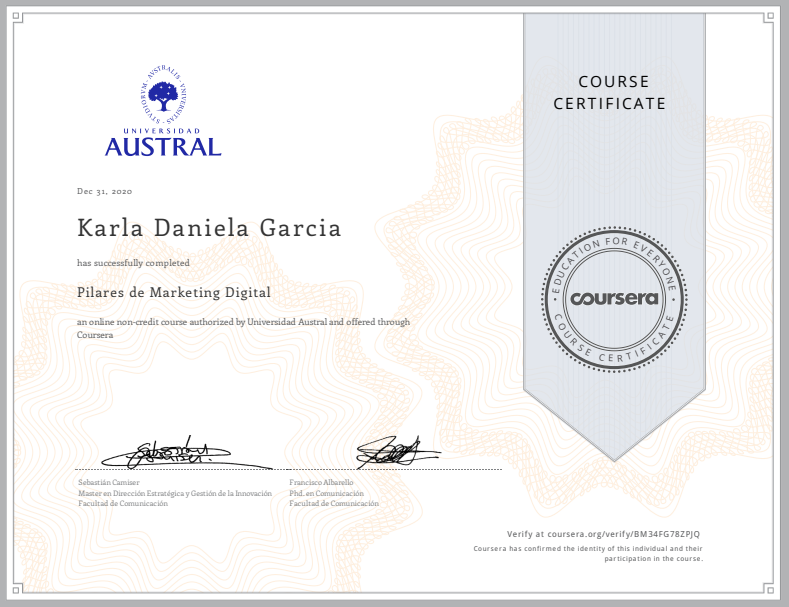 STVDIORVM · VNIVERSITAS · AVSTRALIS
UNIVERSIDAD
AUSTRAL
COURSE
CERTIFICATE
Dec 31, 2020
Karla Daniela Garcia
has successfully completed
Pilares de Marketing Digital
an online non-credit course authorized by Universidad Austral and offered through
Coursera
EDUCATION FOR EVERYONE
coursera
COURSE CERTIFICATE
Sebastián Camiser
Master en Dirección Estratégica y Gestión de la Innovación
Facultad de Comunicación
Francisco Albarello
Phd. en Comunicación
Facultad de Comunicación
Verify at coursera.org/verify/BM34FG78ZPJQ
Coursera has confirmed the identity of this individual and their
participation in the course.